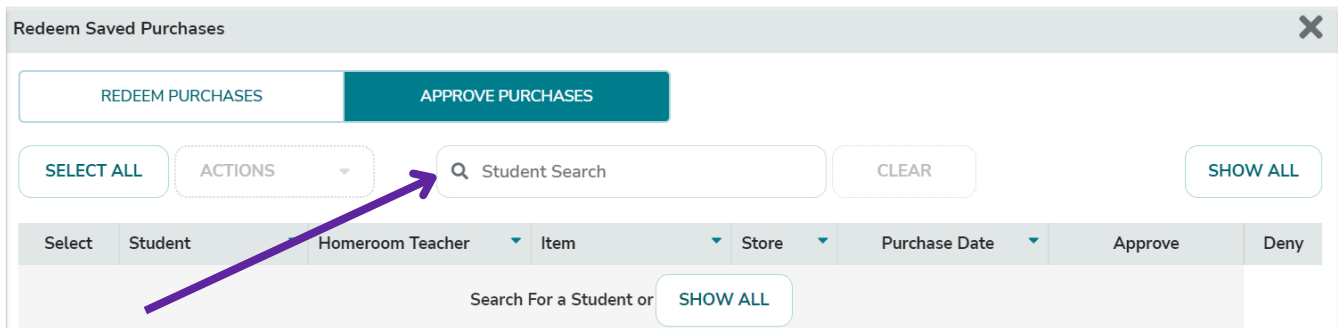 Redeem Saved Purchases
REDEEM PURCHASES APPROVE PURCHASES
SELECT ALL ACTIONS Student Search CLEAR SHOW ALL
Select Student Homeroom Teacher Item Store Purchase Date Approve Deny
Search For a Student or SHOW ALL